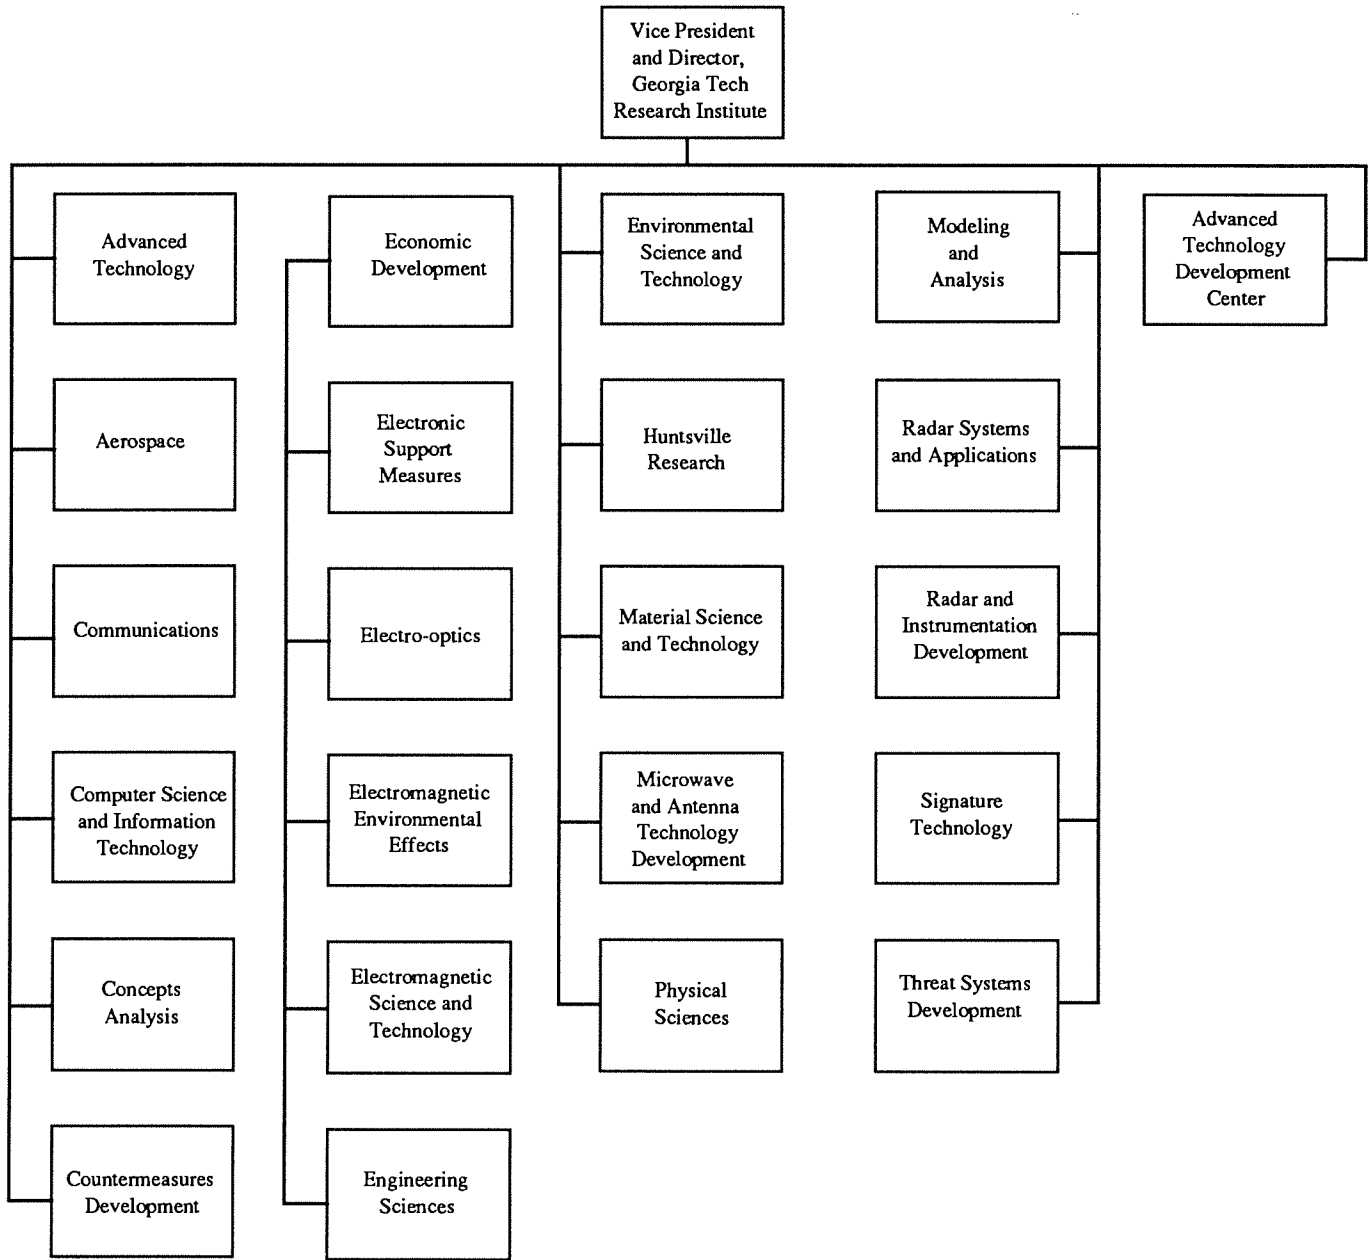 Vice President
and Director,
Georgia Tech
Research Institute
Advanced
Technology
Aerospace
Communications
Computer Science
and Information
Technology
Concepts
Analysis
Countermeasures
Development
Economic
Development
Electronic
Support
Measures
Electro-optics
Electromagnetic
Environmental
Effects
Electromagnetic
Science and
Technology
Engineering
Sciences
Environmental
Science and
Technology
Huntsville
Research
Material Science
and Technology
Microwave
and Antenna
Technology
Development
Physical
Sciences
Modeling
and
Analysis
Radar Systems
and Applications
Radar and
Instrumentation
Development
Signature
Technology
Threat Systems
Development
Advanced
Technology
Development
Center